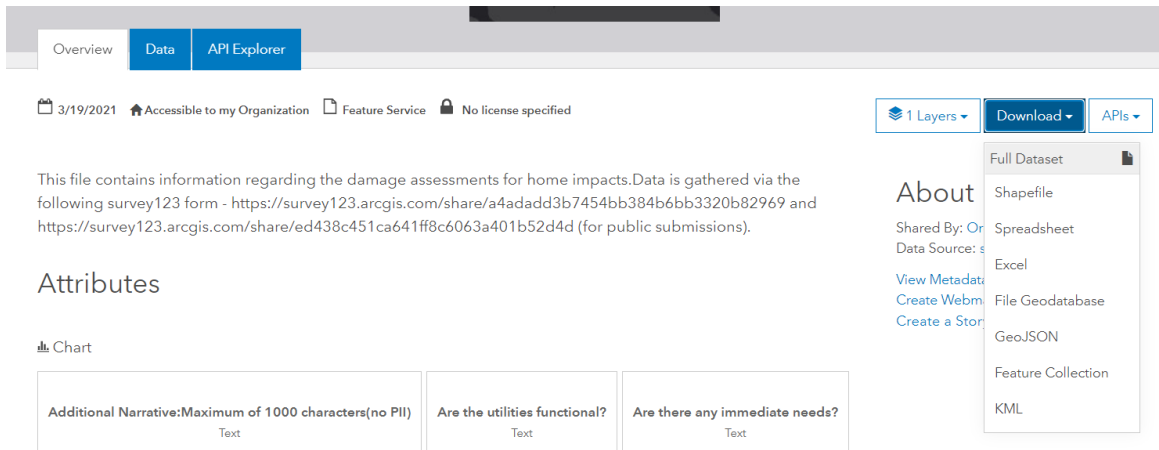 Overview
Data
API Explorer
3/19/2021
Accessible to my Organization
Feature Service
No license specified
1 Layers
Download
APIs
Full Dataset
Shapefile
Spreadsheet
Excel
File Geodatabase
GeoJSON
Feature Collection
KML
This file contains information regarding the damage assessments for home impacts.Data is gathered via the
following survey123 form - https://survey123.arcgis.com/share/a4adadd3b7454bb384b6bb3320b82969 and
https://survey123.arcgis.com/share/ed438c451ca641ff8c6063a401b52d4d (for public submissions).
About
Shared By: Or
Data Source: s
View Metadata
Create Webm
Create a Stor
Attributes
Chart
Additional Narrative:Maximum of 1000 characters(no PII)
Text
Are the utilities functional?
Text
Are there any immediate needs?
Text